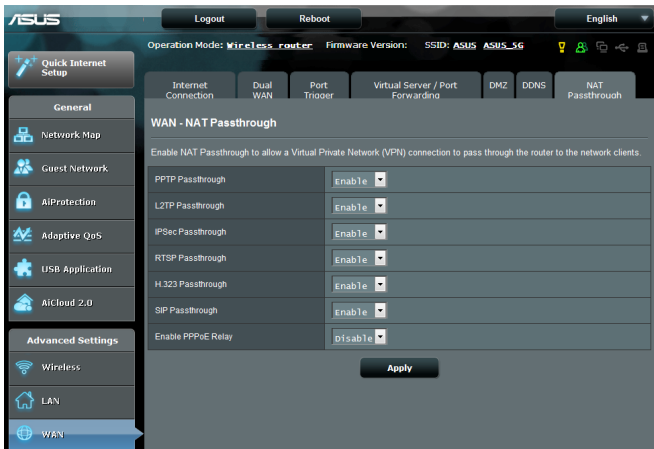 ASUS
Logout
Reboot
English
Operation Mode: Wireless router Firmware Version: SSID: ASUS ASUS_5G
Quick Internet
Setup
Internet
Connection
Dual
WAN
Port
Trigger
Virtual Server / Port
Forwarding
DMZ
DDNS
NAT
Passthrough
General
Network Map
Guest Network
AiProtection
Adaptive QoS
USB Application
AiCloud 2.0
Advanced Settings
Wireless
LAN
WAN
WAN - NAT Passthrough
Enable NAT Passthrough to allow a Virtual Private Network (VPN) connection to pass through the router to the network clients.
PPTP Passthrough Enable
L2TP Passthrough Enable
IPSec Passthrough Enable
RTSP Passthrough Enable
H.323 Passthrough Enable
SIP Passthrough Enable
Enable PPPoE Relay Disable
Apply